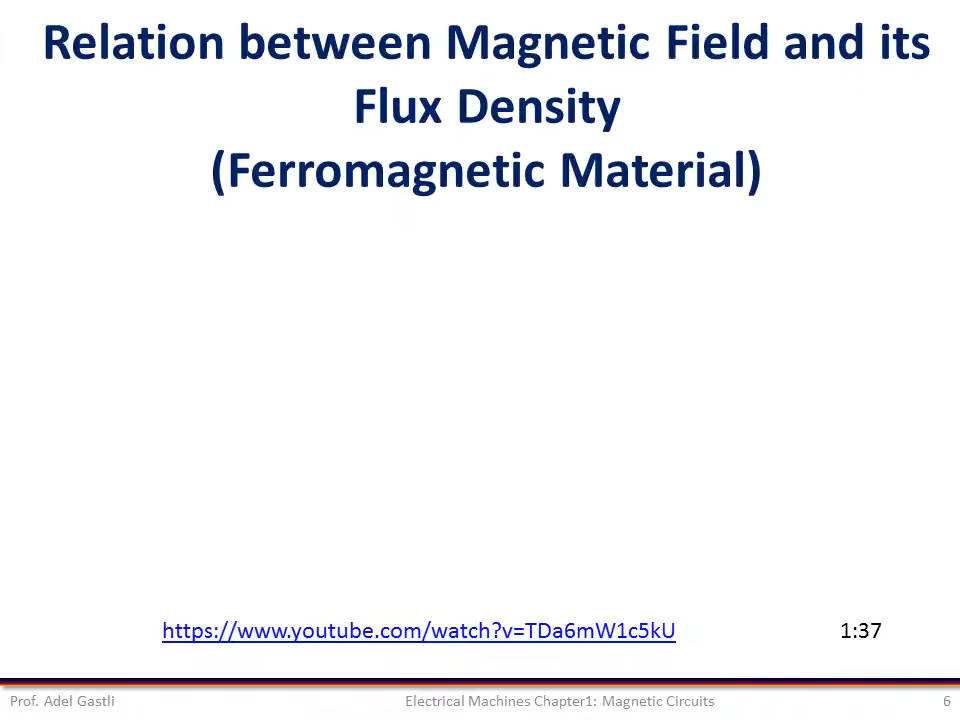 Relation between Magnetic Field and its
Flux Density
(Ferromagnetic Material)
https://www.youtube.com/watch?v=TDa6mW1c5kU 1:37
Prof. Adel Gastli Electrical Machines Chapter1: Magnetic Circuits 6